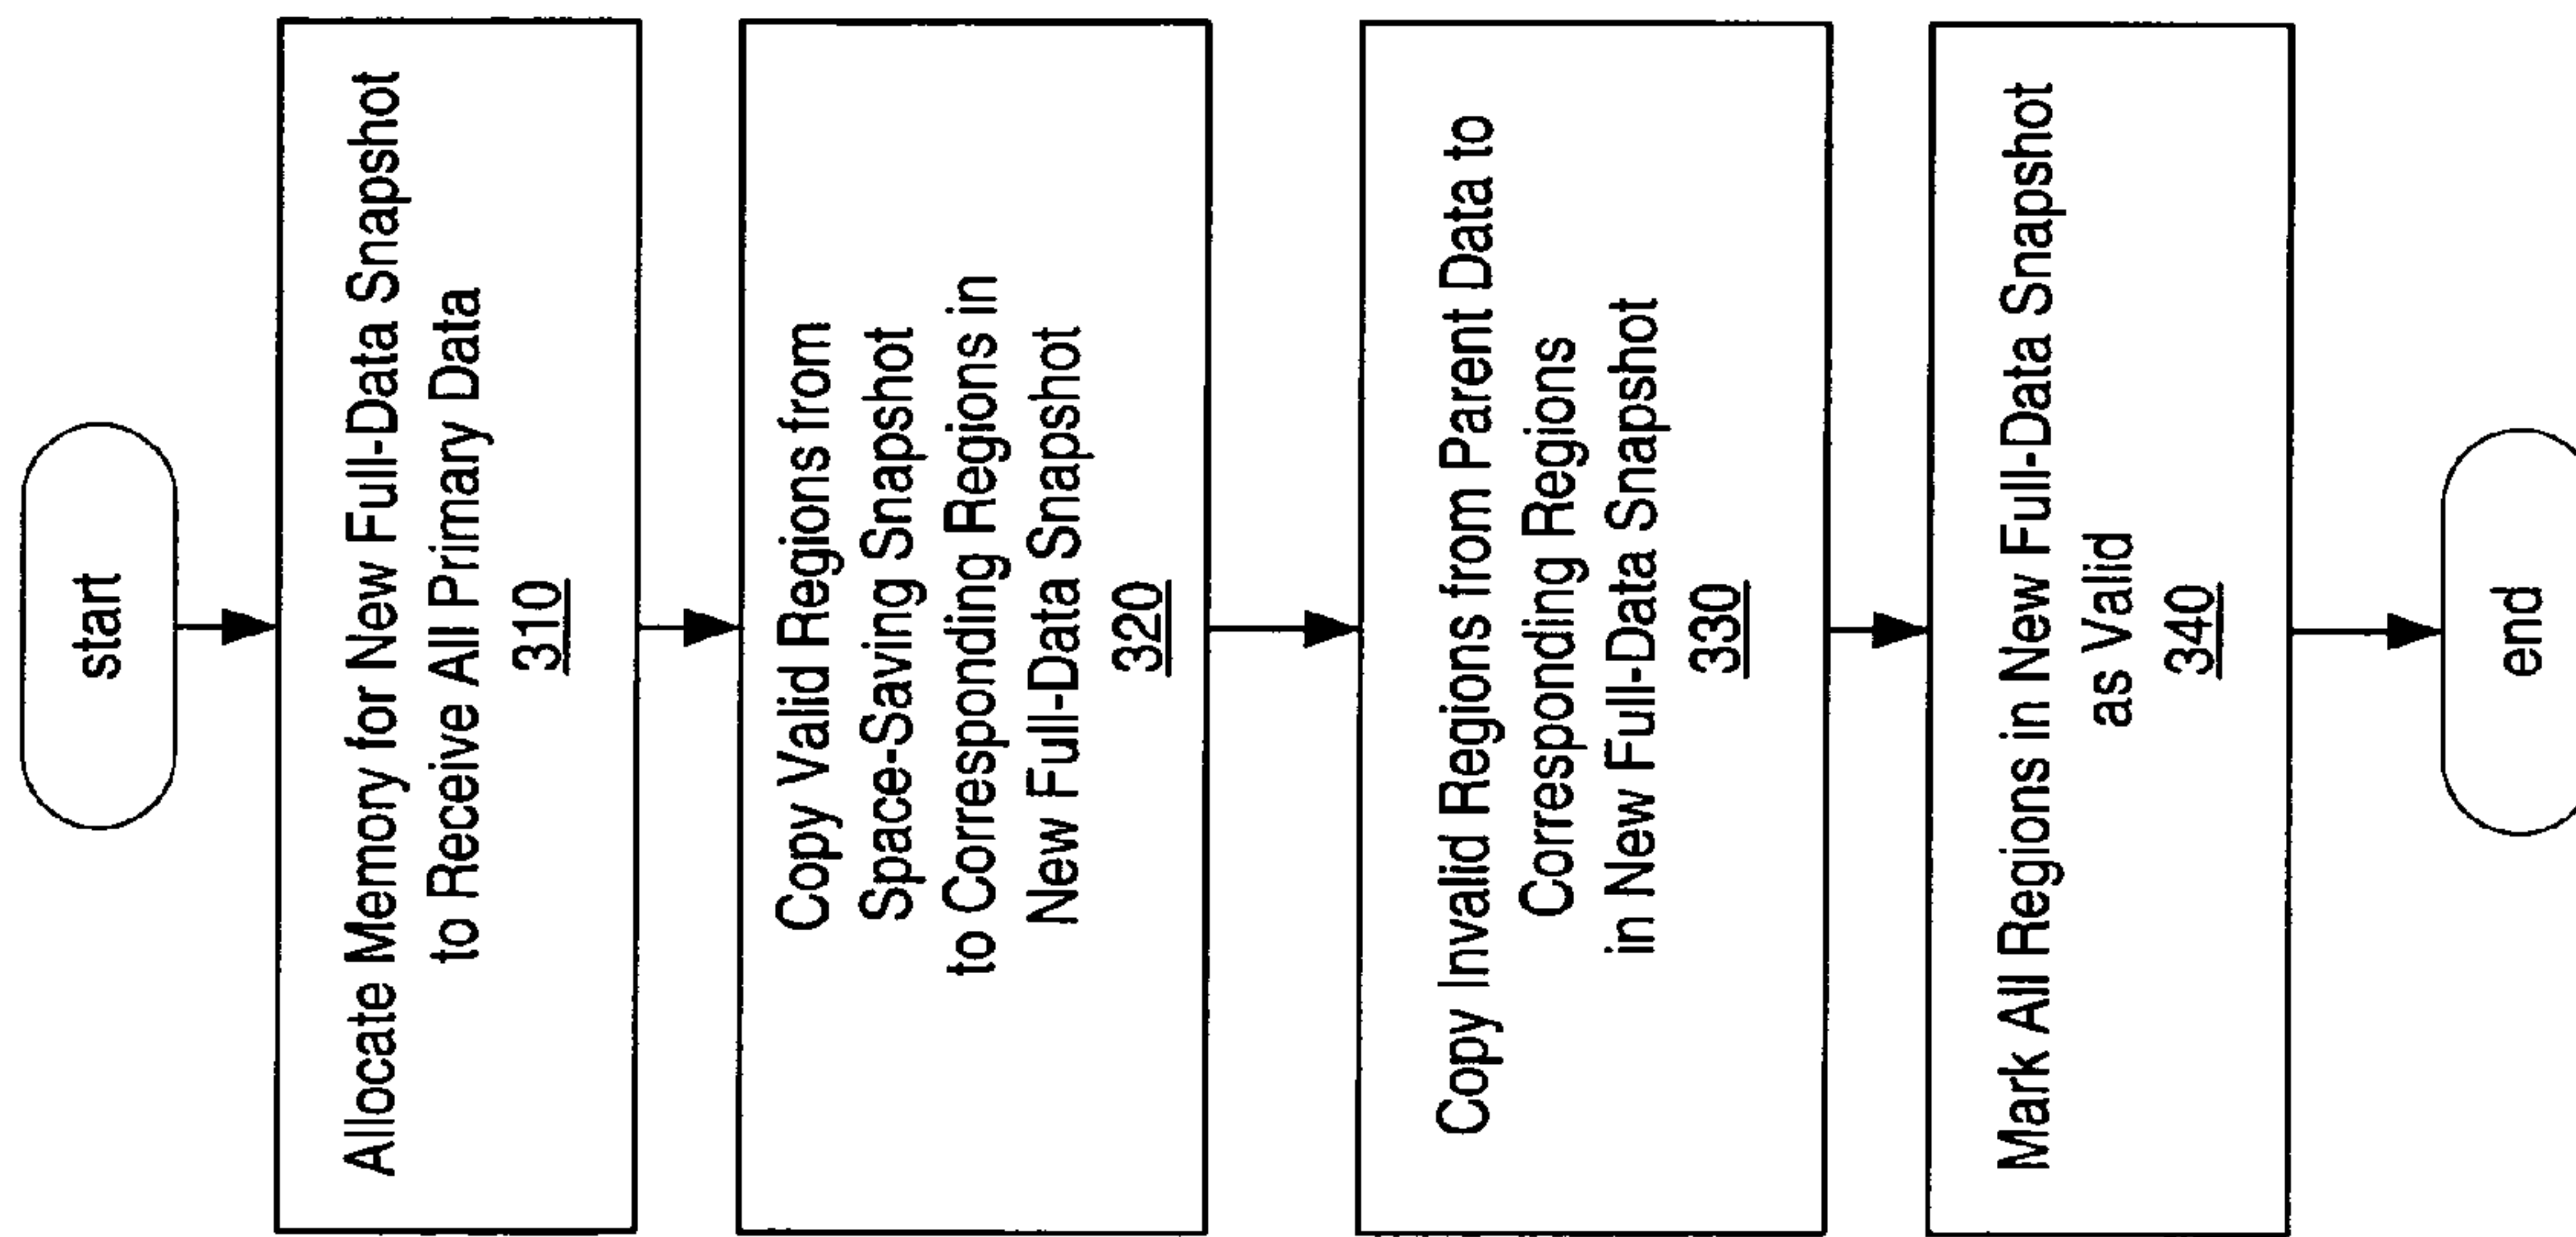 start
Allocate Memory for New Full-Data Snapshot
to Receive All Primary Data
310
Copy Valid Regions from
Space-Saving Snapshot
to Corresponding Regions in
New Full-Data Snapshot
320
Copy Invalid Regions from Parent Data to
Corresponding Regions
in New Full-Data Snapshot
330
Mark All Regions in New Full-Data Snapshot
as Valid
340
end